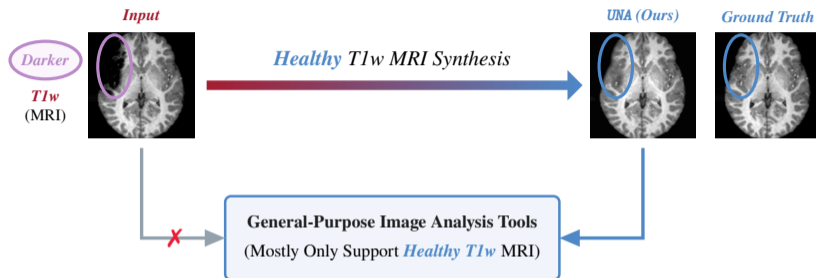 Input
UNA (Ours)
Ground Truth
Darker
T1w
(MRI)
Healthy T1w MRI Synthesis
✗
General-Purpose Image Analysis Tools
(Mostly Only Support Healthy T1w MRI)